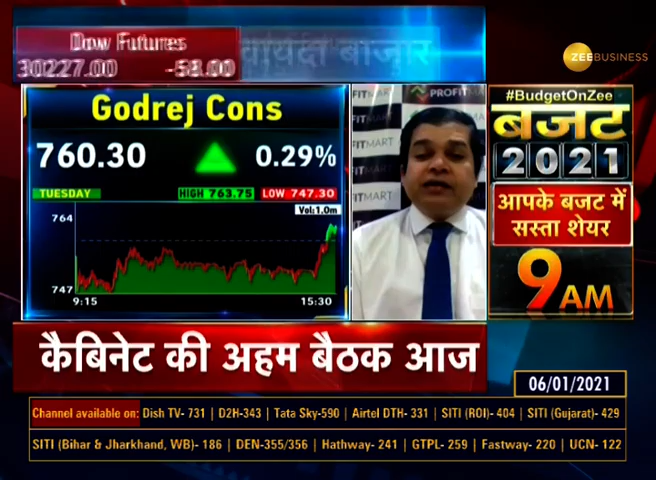 Dow Futures
वायदा बाजार
30227.00 -58.00
ZEEBUSINESS
Godrej Cons
760.30 0.29%
TUESDAY HIGH 763.75 LOW 747.30
Vol:1.0m
764
747
9:15 15:30
PROFITMART
FITMART
#BudgetOnZee
बजट
2021
आपके बजट में
सस्ता शेयर
9AM
कैबिनेट की अहम बैठक आज
06/01/2021
Channel available on: Dish TV- 731 | D2H-343 | Tata Sky-590 | Airtel DTH- 331 | SITI (ROI)- 404 | SITI (Gujarat)- 429
SITI (Bihar & Jharkhand, WB)- 186 | DEN-355/356 | Hathway- 241 | GTPL- 259 | Fastway- 220 | UCN- 122